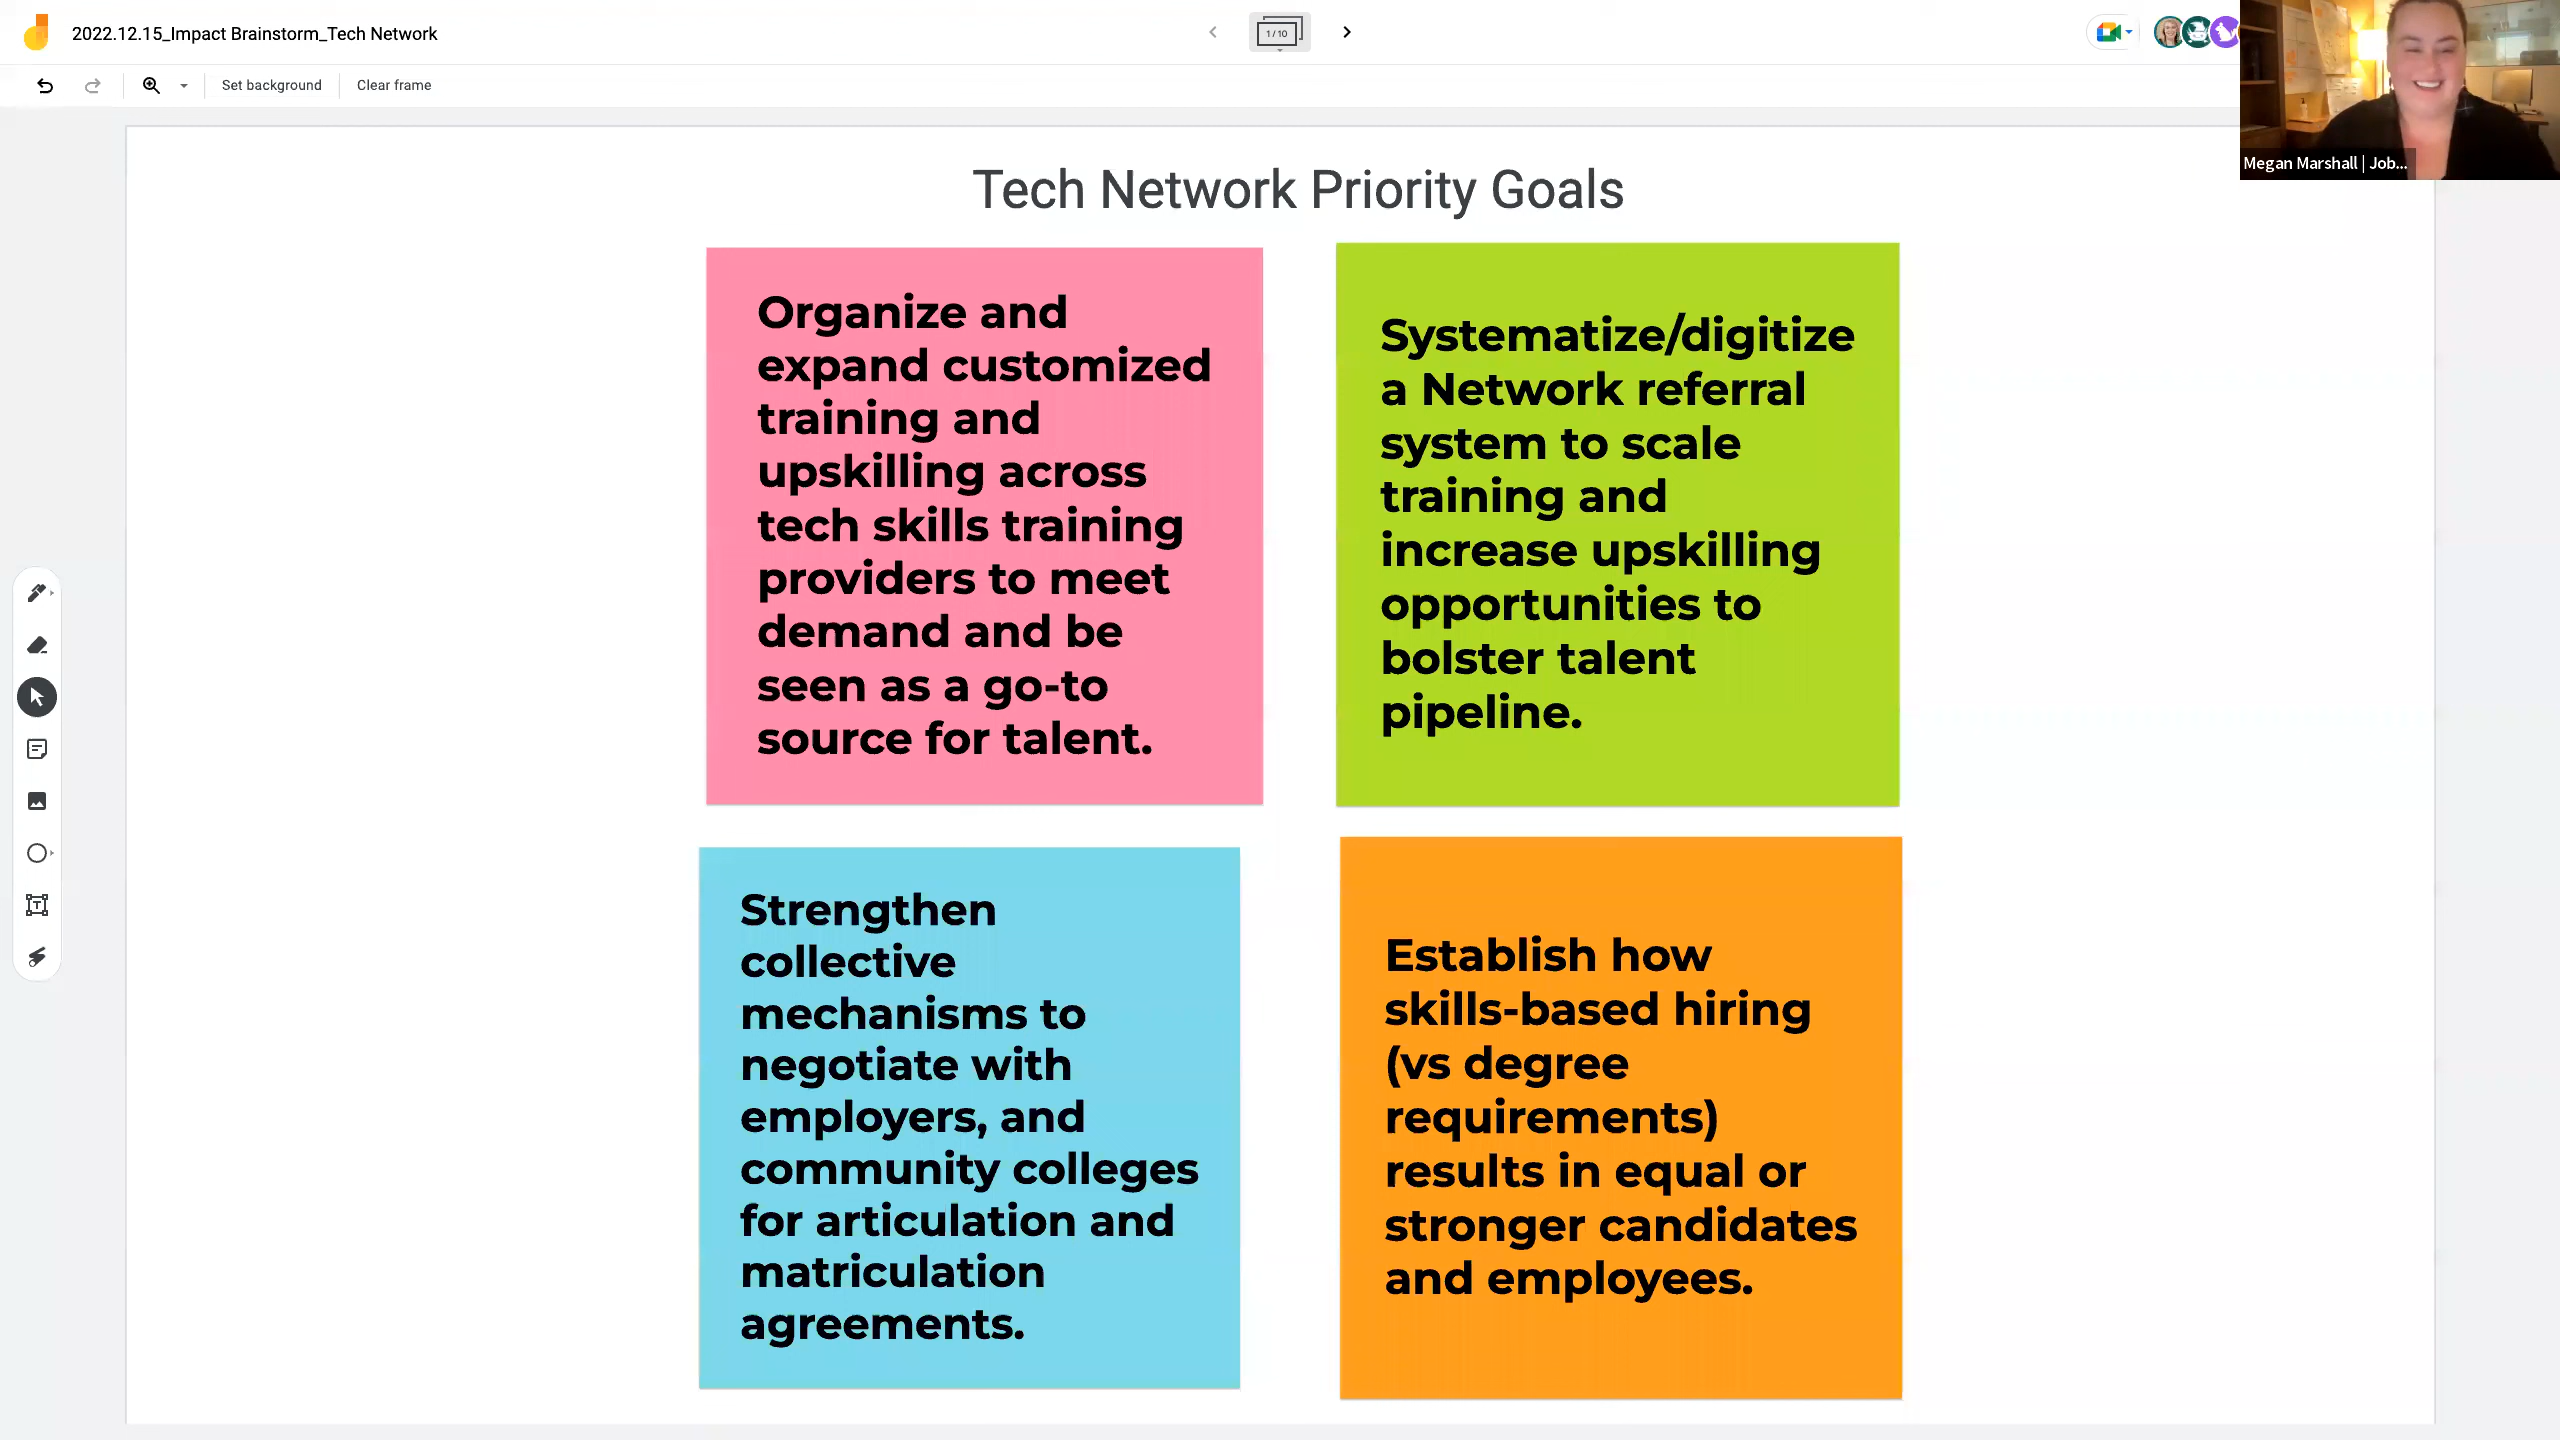 2022.12.15_Impact Brainstorm_Tech Network
1 / 10
Set background
Clear frame
Megan Marshall | Job...
Tech Network Priority Goals
Organize and
expand customized
training and
upskilling across
tech skills training
providers to meet
demand and be
seen as a go-to
source for talent.
Systematize/digitize
a Network referral
system to scale
training and
increase upskilling
opportunities to
bolster talent
pipeline.
Strengthen
collective
mechanisms to
negotiate with
employers, and
community colleges
for articulation and
matriculation
agreements.
Establish how
skills-based hiring
(vs degree
requirements)
results in equal or
stronger candidates
and employees.